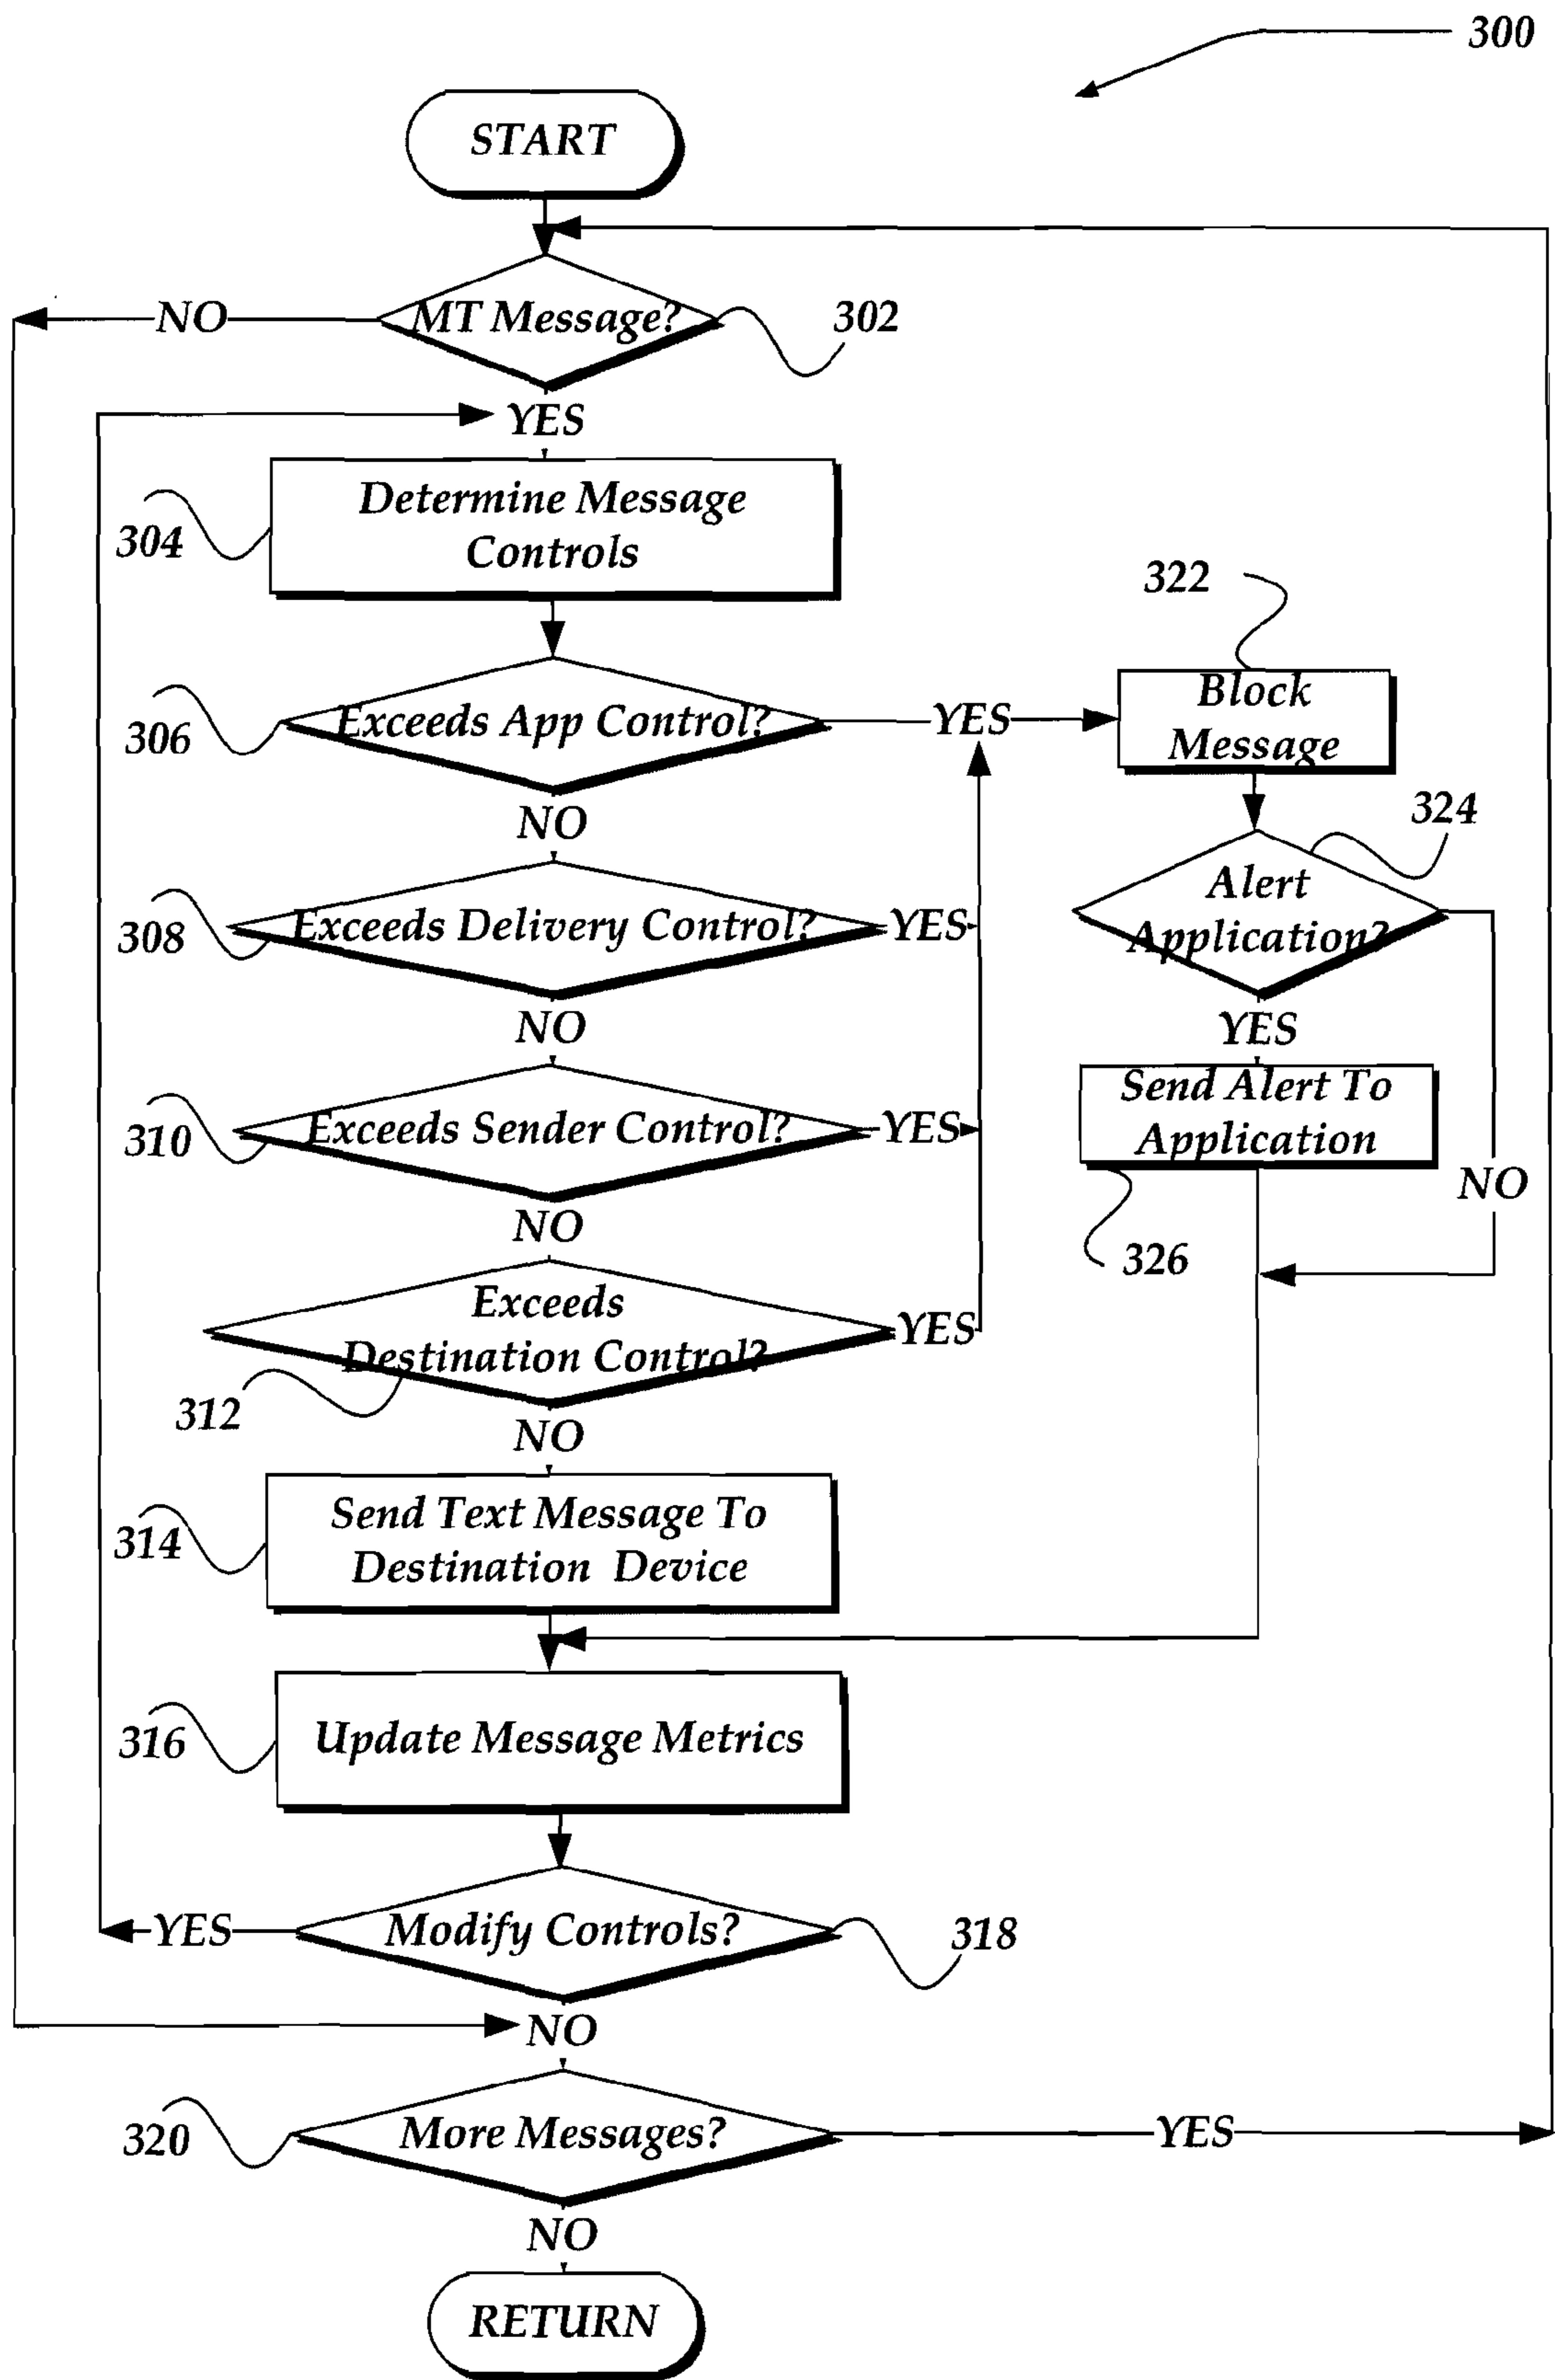 300
START
NO
MT Message?
302
YES
Determine Message
Controls
304
322
Block
Message
306
Exceeds App Control?
YES
NO
324
Alert
Application?
308
Exceeds Delivery Control?
YES
NO
YES
Send Alert To
Application
310
Exceeds Sender Control?
YES
NO
NO
326
Exceeds
Destination Control?
YES
312
NO
Send Text Message To
Destination Device
314
316
Update Message Metrics
YES
Modify Controls?
318
NO
320
More Messages?
YES
NO
RETURN